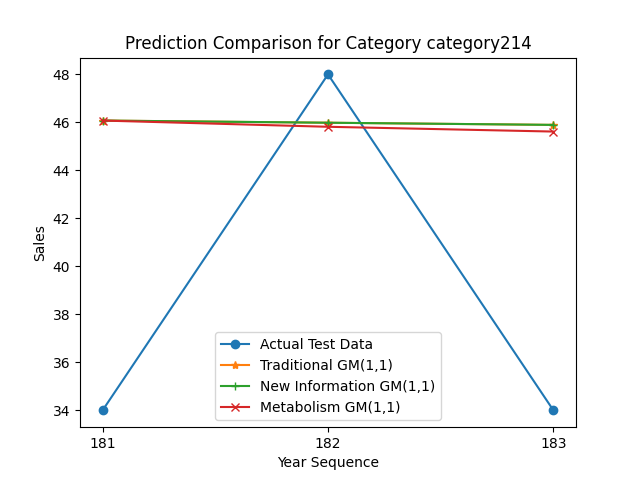 Prediction Comparison for Category category214
48
46
44
42
40
38
36
34
Sales
Actual Test Data
Traditional GM(1,1)
New Information GM(1,1)
Metabolism GM(1,1)
181
182
183
Year Sequence